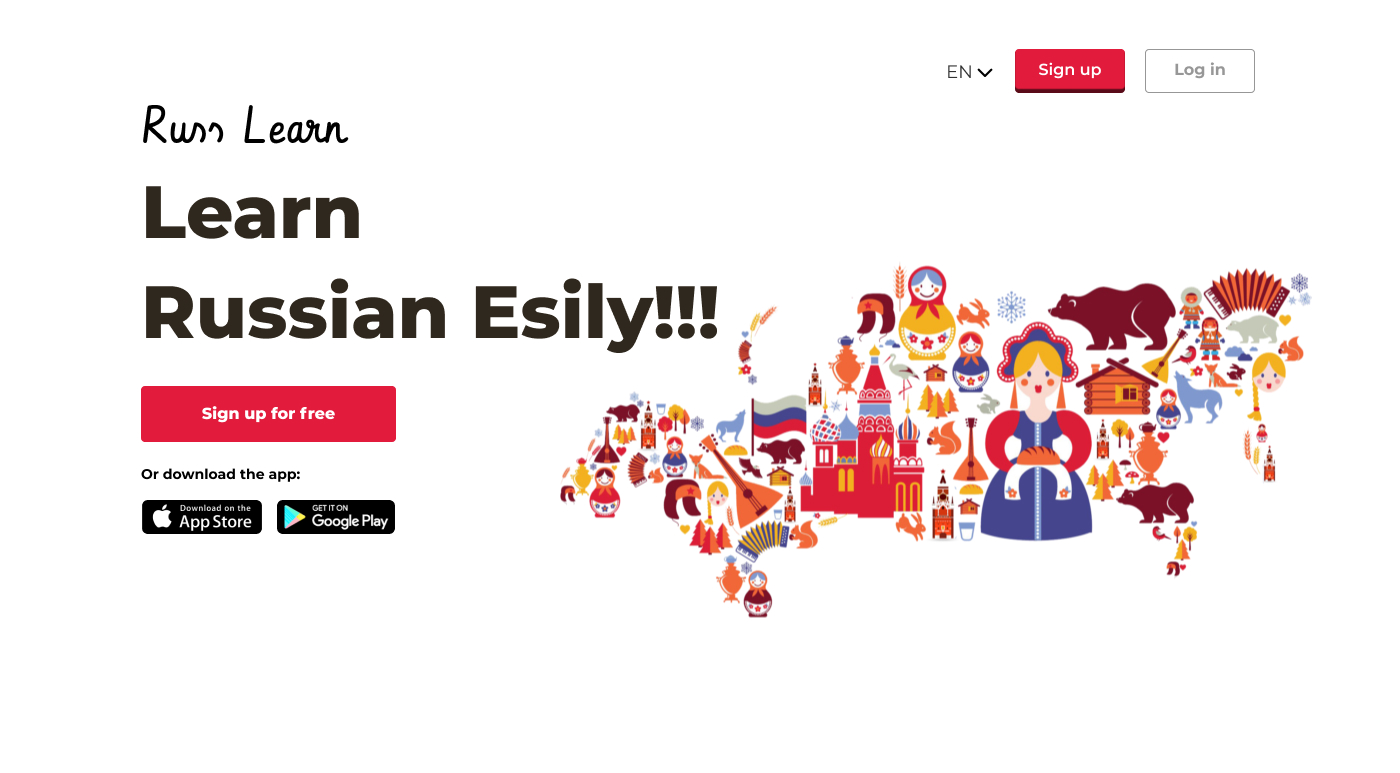 EN
Sign up
Log in
Russ Learn
Learn
Russian Esily!!!
Sign up for free
Or download the app:
Download on the
App Store
GET IT ON
Google Play